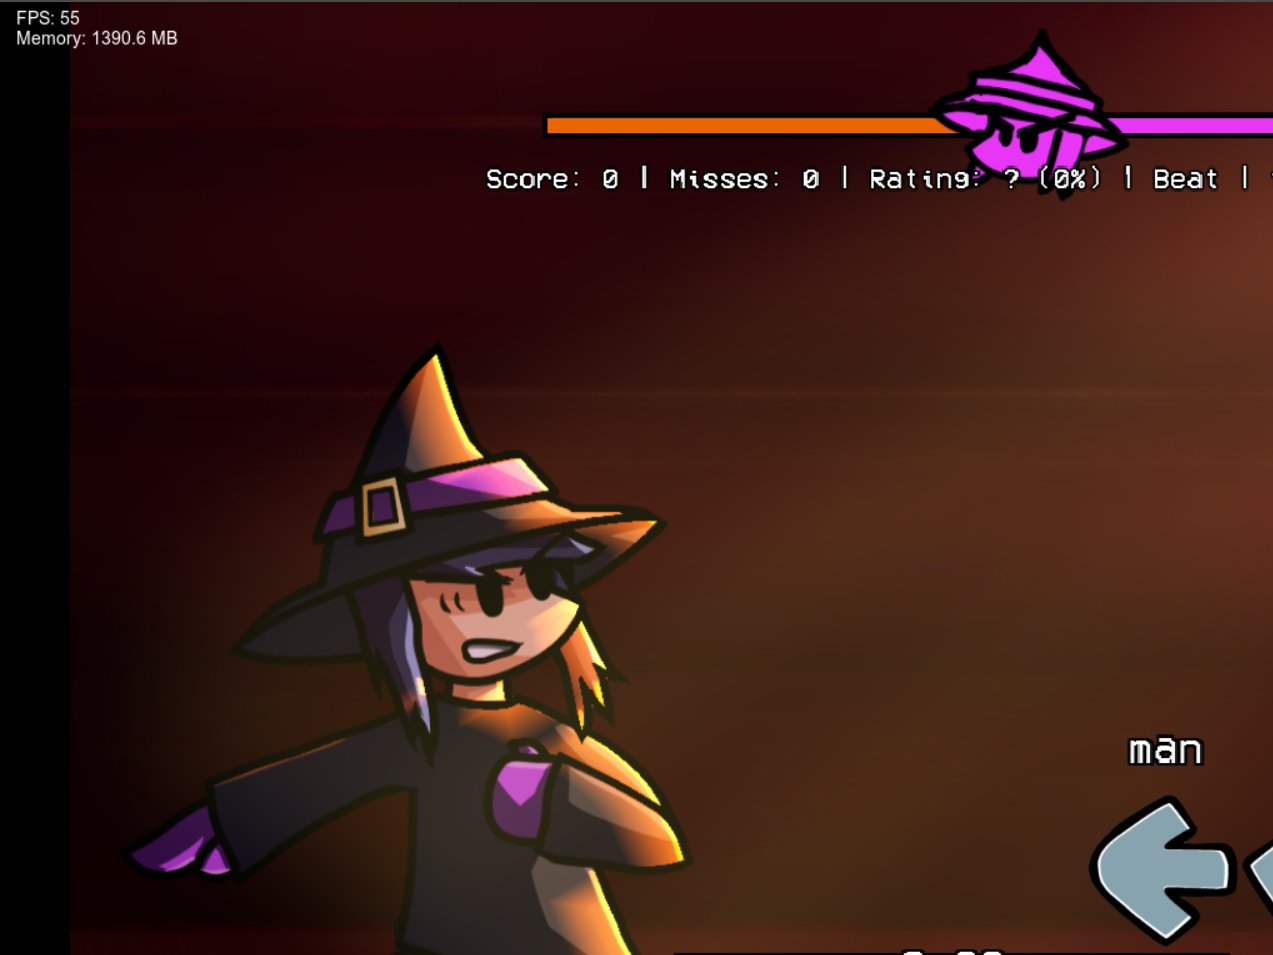 FPS: 55
Memory: 1390.6 MB
Score: 0 | Misses: 0 | Rating: ? (0%) | Beat |
man